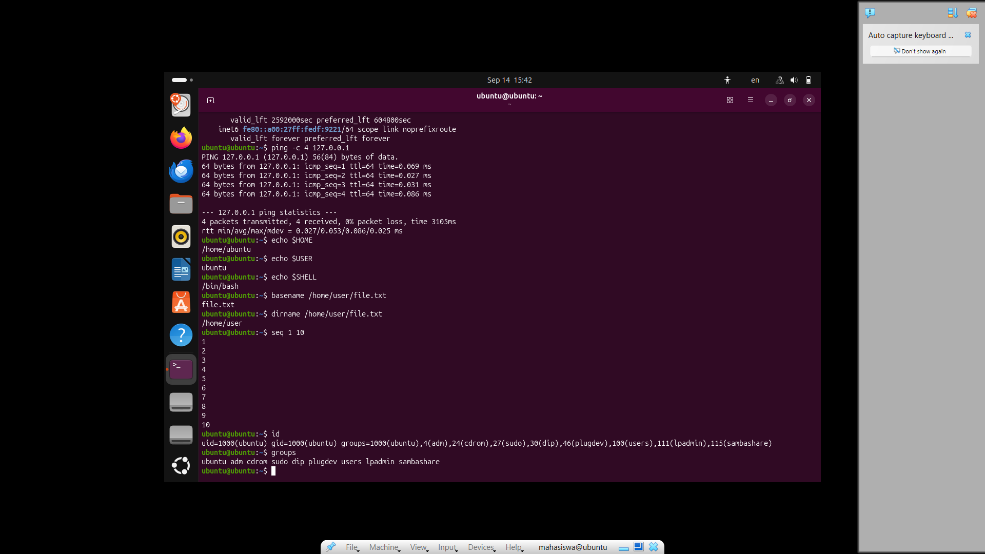 Auto capture keyboard ...
Don't show again
Sep 14 15:42
en
ubuntu@ubuntu: ~
valid_lft 2592000sec preferred_lft 604800sec
inet6 fe80::a00:27ff:fedf:9221/64 scope link noprefixroute
valid_lft forever preferred_lft forever
ubuntu@ubuntu:~$ ping -c 4 127.0.0.1
PING 127.0.0.1 (127.0.0.1) 56(84) bytes of data.
64 bytes from 127.0.0.1: icmp_seq=1 ttl=64 time=0.069 ms
64 bytes from 127.0.0.1: icmp_seq=2 ttl=64 time=0.027 ms
64 bytes from 127.0.0.1: icmp_seq=3 ttl=64 time=0.031 ms
64 bytes from 127.0.0.1: icmp_seq=4 ttl=64 time=0.086 ms
--- 127.0.0.1 ping statistics ---
4 packets transmitted, 4 received, 0% packet loss, time 3105ms
rtt min/avg/max/mdev = 0.027/0.053/0.086/0.025 ms
ubuntu@ubuntu:~$ echo $HOME
/home/ubuntu
ubuntu@ubuntu:~$ echo $USER
ubuntu
ubuntu@ubuntu:~$ echo $SHELL
/bin/bash
ubuntu@ubuntu:~$ basename /home/user/file.txt
file.txt
ubuntu@ubuntu:~$ dirname /home/user/file.txt
/home/user
ubuntu@ubuntu:~$ seq 1 10
1
2
3
4
5
6
7
8
9
10
ubuntu@ubuntu:~$ id
uid=1000(ubuntu) gid=1000(ubuntu) groups=1000(ubuntu),4(adm),24(cdrom),27(sudo),30(dip),46(plugdev),100(users),111(lpadmin),115(sambashare)
ubuntu@ubuntu:~$ groups
ubuntu adm cdrom sudo dip plugdev users lpadmin sambashare
ubuntu@ubuntu:~$
File Machine View Input Devices Help mahasiswa@ubuntu